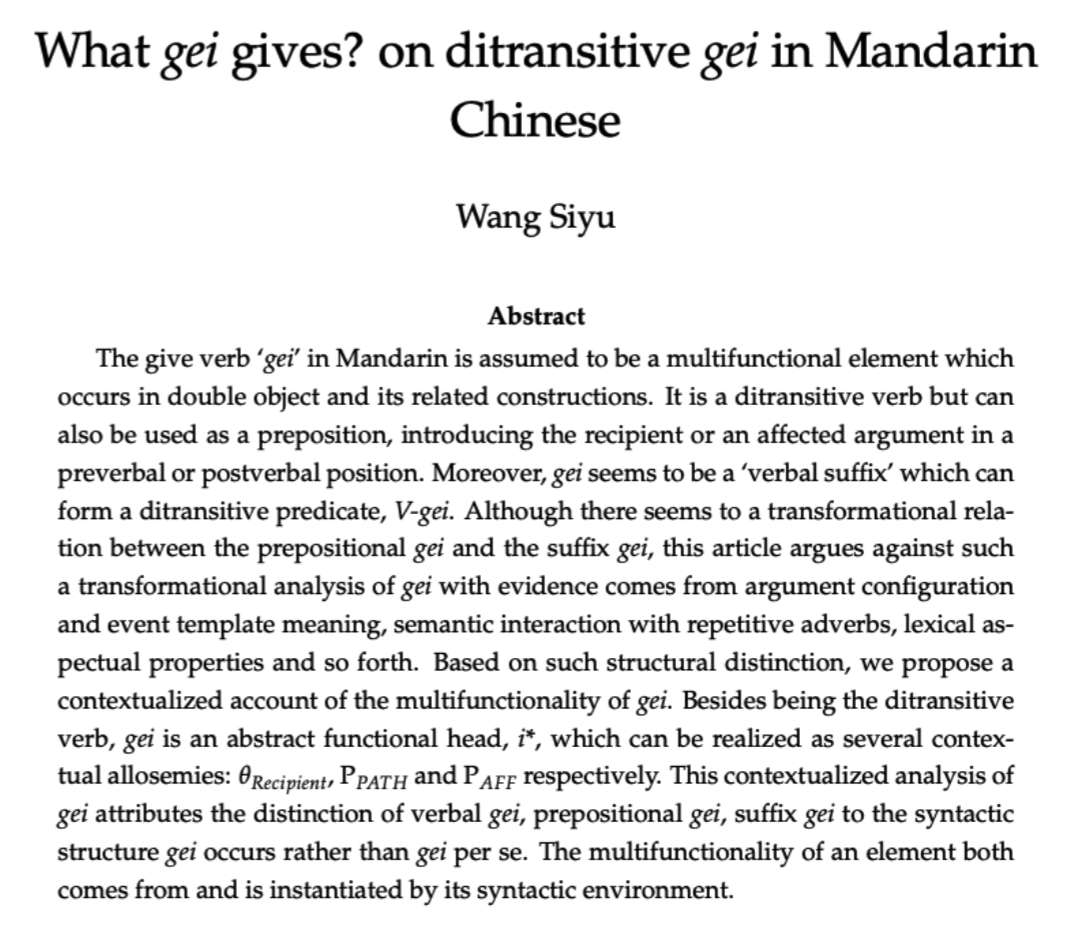 What gei gives? on ditransitive gei in Mandarin
Chinese
Wang Siyu
Abstract
The give verb ‘gei’ in Mandarin is assumed to be a multifunctional element which
occurs in double object and its related constructions. It is a ditransitive verb but can
also be used as a preposition, introducing the recipient or an affected argument in a
preverbal or postverbal position. Moreover, gei seems to be a ‘verbal suffix’ which can
form a ditransitive predicate, V-gei. Although there seems to a transformational rela-
tion between the prepositional gei and the suffix gei, this article argues against such
a transformational analysis of gei with evidence comes from argument configuration
and event template meaning, semantic interaction with repetitive adverbs, lexical as-
pectual properties and so forth. Based on such structural distinction, we propose a
contextualized account of the multifunctionality of gei. Besides being the ditransitive
verb, gei is an abstract functional head, i*, which can be realized as several contex-
tual allosemies: θRecipient, PPATH and PAFF respectively. This contextualized analysis of
gei attributes the distinction of verbal gei, prepositional gei, suffix gei to the syntactic
structure gei occurs rather than gei per se. The multifunctionality of an element both
comes from and is instantiated by its syntactic environment.